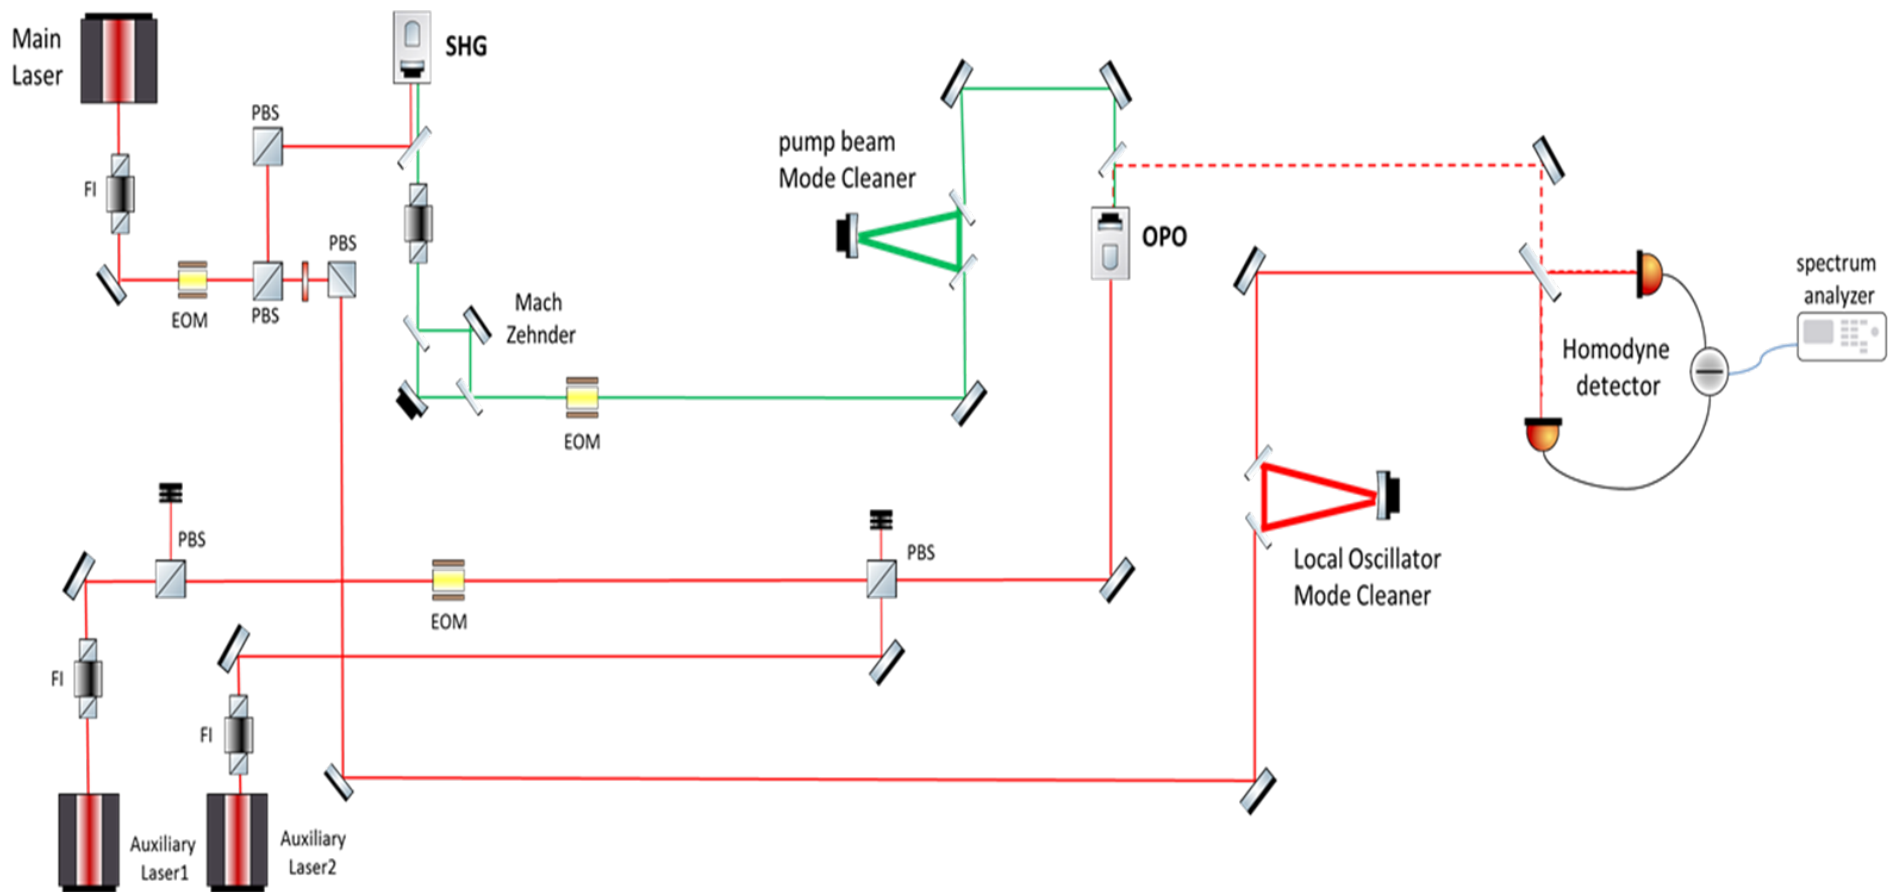 Main
Laser
SHG
PBS
FI
PBS
EOM
PBS
Mach
Zehnder
EOM
pump beam
Mode Cleaner
OPO
spectrum
analyzer
Homodyne
detector
Local Oscillator
Mode Cleaner
PBS
PBS
EOM
FI
FI
Auxiliary
Laser1
Auxiliary
Laser2